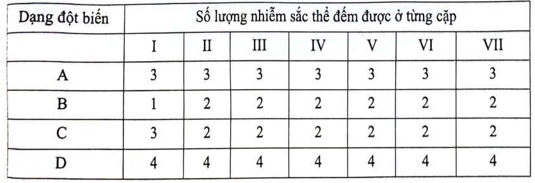 Dạng đột biến Số lượng nhiễm sắc thể đếm được ở từng cặp
I II III IV V VI VII
A 3 3 3 3 3 3 3
B 1 2 2 2 2 2 2
C 3 2 2 2 2 2 2
D 4 4 4 4 4 4 4